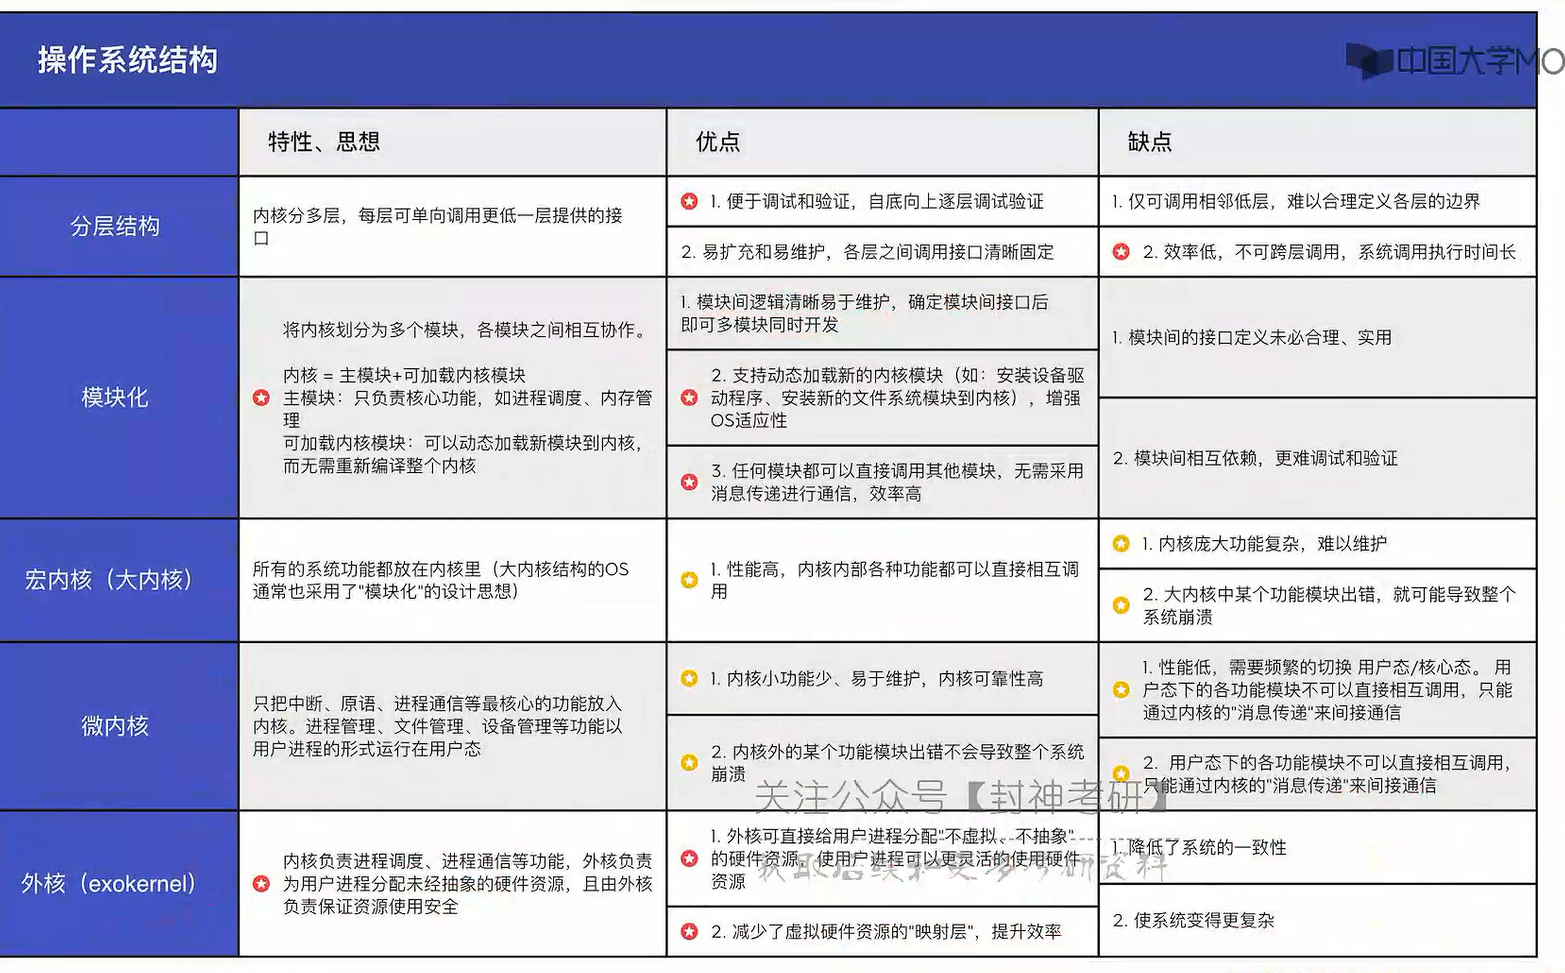 操作系统结构
中国大学MO
特性、思想
优点
缺点
分层结构
内核分多层，每层可单向调用更低一层提供的接
口
1. 便于调试和验证，自底向上逐层调试验证
2. 易扩充和易维护，各层之间调用接口清晰固定
1. 仅可调用相邻低层，难以合理定义各层的边界
2. 效率低，不可跨层调用，系统调用执行时间长
模块化
将内核划分为多个模块，各模块之间相互协作。
内核 = 主模块+可加载内核模块
主模块：只负责核心功能，如进程调度、内存管
理
可加载内核模块：可以动态加载新模块到内核，
而无需重新编译整个内核
1. 模块间逻辑清晰易于维护，确定模块间接口后
即可多模块同时开发
2. 支持动态加载新的内核模块（如：安装设备驱
动程序、安装新的文件系统模块到内核），增强
OS适应性
3. 任何模块都可以直接调用其他模块，无需采用
消息传递进行通信，效率高
1. 模块间的接口定义未必合理、实用
2. 模块间相互依赖，更难调试和验证
宏内核（大内核）
所有的系统功能都放在内核里（大内核结构的OS
通常也采用了"模块化"的设计思想）
1. 性能高，内核内部各种功能都可以直接相互调
用
1. 内核庞大功能复杂，难以维护
2. 大内核中某个功能模块出错，就可能导致整个
系统崩溃
微内核
只把中断、原语、进程通信等最核心的功能放入
内核。进程管理、文件管理、设备管理等功能以
用户进程的形式运行在用户态
1. 内核小功能少、易于维护，内核可靠性高
2. 内核外的某个功能模块出错不会导致整个系统
崩溃
1. 性能低，需要频繁的切换 用户态/核心态。 用
户态下的各功能模块不可以直接相互调用，只能
通过内核的"消息传递"来间接通信
2. 用户态下的各功能模块不可以直接相互调用，
只能通过内核的"消息传递"来间接通信
关注公众号【封神考研】
外核（exokernel）
内核负责进程调度、进程通信等功能，外核负责
为用户进程分配未经抽象的硬件资源，且由外核
负责保证资源使用安全
1. 外核可直接给用户进程分配"不虚拟、不抽象"
的硬件资源，使用户进程可以更灵活的使用硬件
资源
获取后续和更多考研资料
2. 减少了虚拟硬件资源的"映射层"，提升效率
1. 降低了系统的一致性
2. 使系统变得更复杂